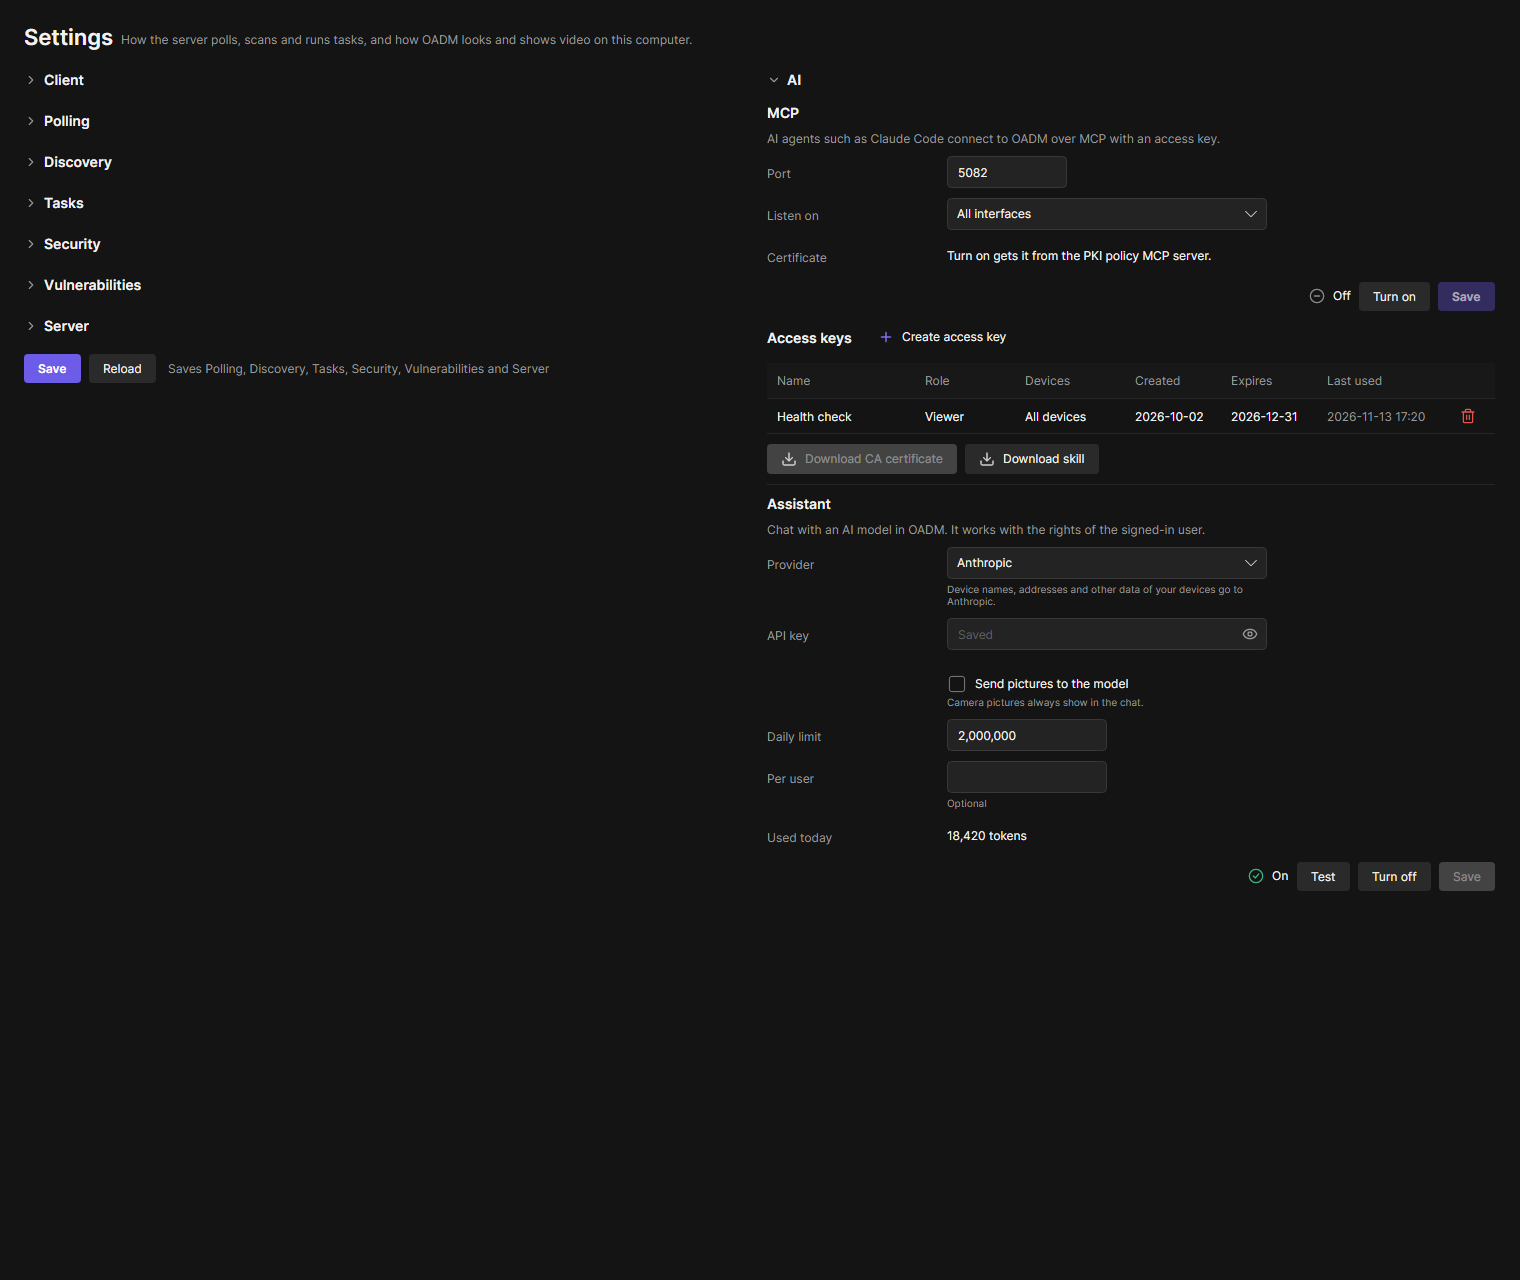 Settings How the server polls, scans and runs tasks, and how OADM looks and shows video on this computer.
Client
Polling
Discovery
Tasks
Security
Vulnerabilities
Server
Save Reload Saves Polling, Discovery, Tasks, Security, Vulnerabilities and Server
AI
MCP
AI agents such as Claude Code connect to OADM over MCP with an access key.
Port 5082
Listen on All interfaces
Certificate Turn on gets it from the PKI policy MCP server.
Off Turn on Save
Access keys Create access key
Name Role Devices Created Expires Last used
Health check Viewer All devices 2026-10-02 2026-12-31 2026-11-13 17:20
Download CA certificate Download skill
Assistant
Chat with an AI model in OADM. It works with the rights of the signed-in user.
Provider Anthropic
Device names, addresses and other data of your devices go to
Anthropic.
API key Saved
Send pictures to the model
Camera pictures always show in the chat.
Daily limit 2,000,000
Per user
Optional
Used today 18,420 tokens
On Test Turn off Save